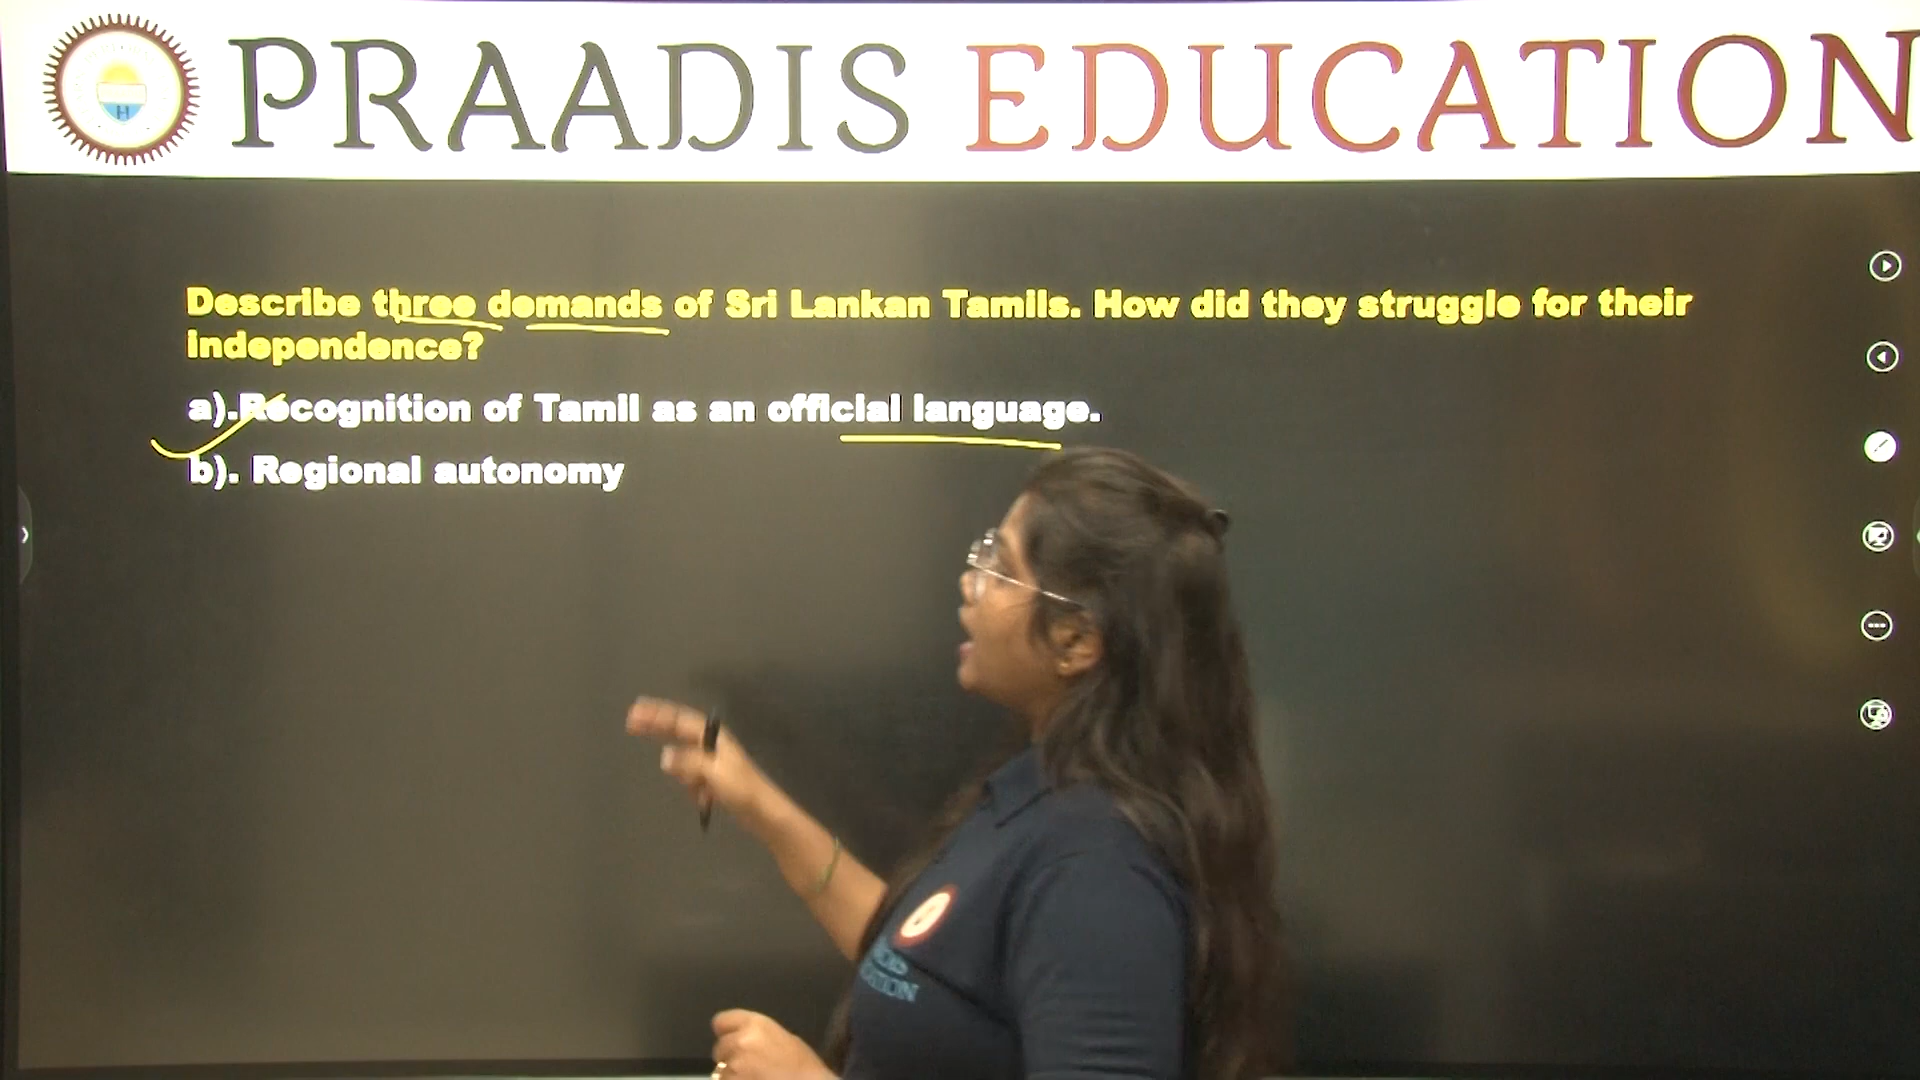 PRAADIS EDUCATION
H
Describe three demands of Sri Lankan Tamils. How did they struggle for their
independence?
a).Recognition of Tamil as an official language.
b). Regional autonomy